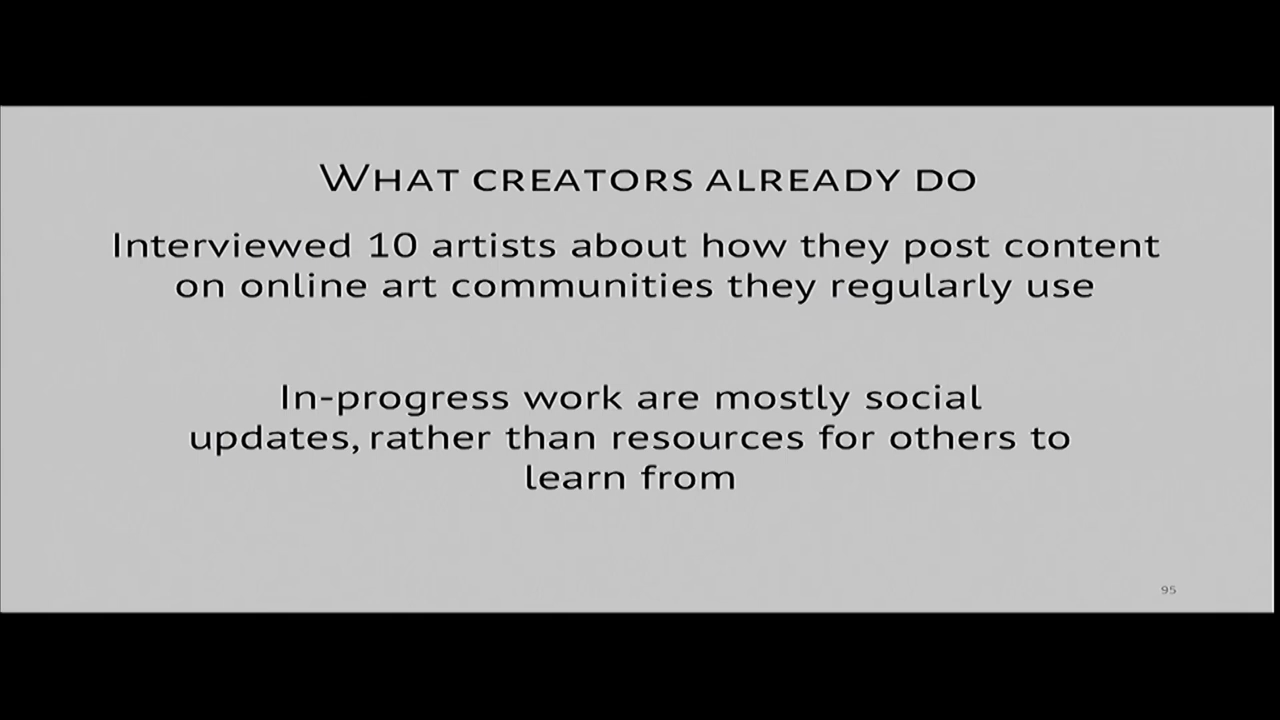 WHAT CREATORS ALREADY DO
Interviewed 10 artists about how they post content
on online art communities they regularly use
In-progress work are mostly social
updates, rather than resources for others to
learn from
95